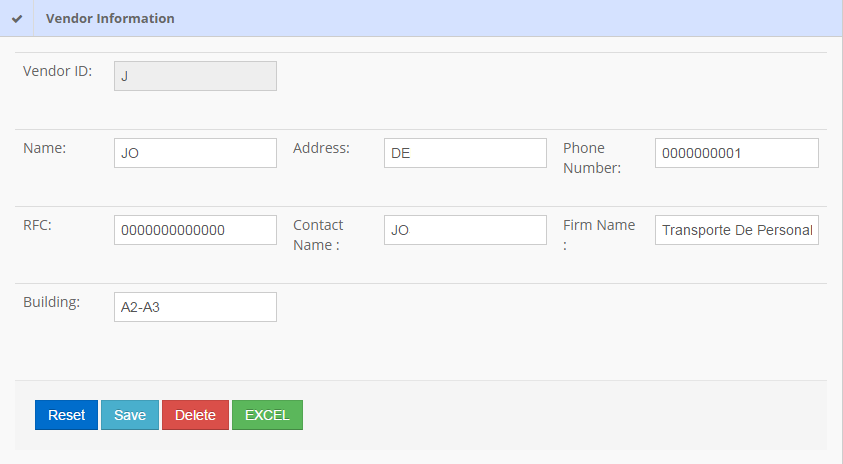 Vendor Information
Vendor ID: J
Name: JO Address: DE Phone Number: 0000000001
RFC: 0000000000000 Contact Name : JO Firm Name : Transporte De Personal
Building: A2-A3
Reset Save Delete EXCEL